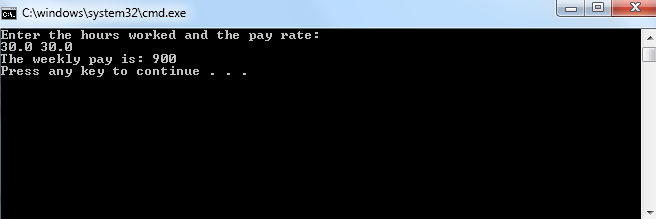 C:\windows\system32\cmd.exe
Enter the hours worked and the pay rate:
30.0 30.0
The weekly pay is: 900
Press any key to continue . . .